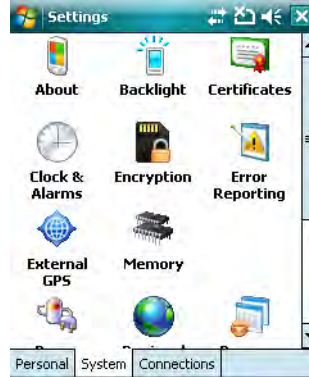 Settings
About Backlight Certificates
Clock & Encryption Error
Alarms Reporting
External Memory
GPS
Personal System Connections